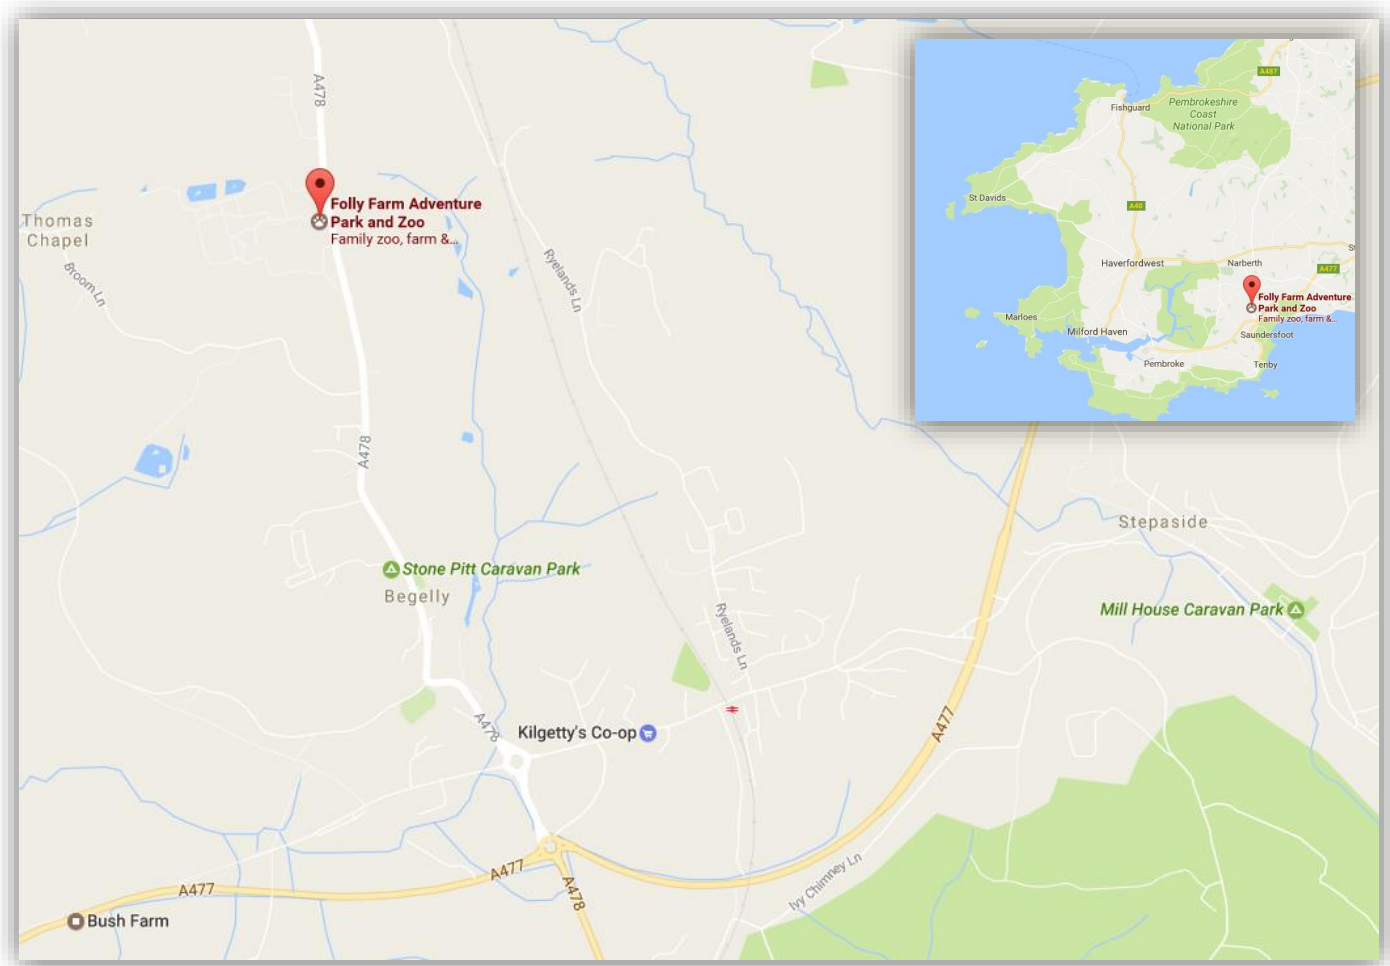 A478
Folly Farm Adventure
Park and Zoo
Family zoo, farm &...
Thomas
Chapel
Broom Ln
Ryelands Ln
A478
Stone Pitt Caravan Park
Begelly
Ryelands Ln
A478
Kilgetty's Co-op
A477
A477
A478
A477
Ivy Chimney Ln
Bush Farm
Stepaside
Mill House Caravan Park
A487
Fishguard
Pembrokeshire
Coast
National Park
St Davids
A40
Haverfordwest
Narberth
A477
Folly Farm Adventure
Park and Zoo
Family zoo, farm &...
Marloes
Milford Haven
Saundersfoot
Pembroke
Tenby